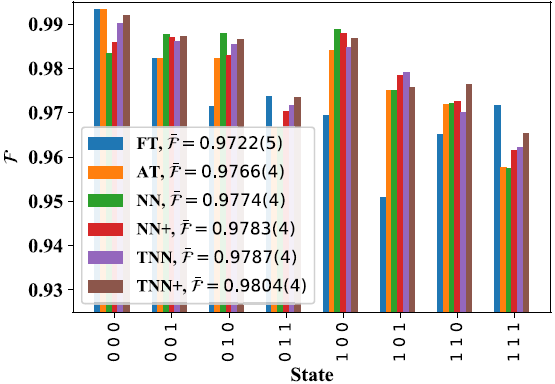 0.99
0.98
0.97
0.96
0.95
0.94
0.93
ℱ
FT, ℱ̄ = 0.9722(5)
AT, ℱ̄ = 0.9766(4)
NN, ℱ̄ = 0.9774(4)
NN+, ℱ̄ = 0.9783(4)
TNN, ℱ̄ = 0.9787(4)
TNN+, ℱ̄ = 0.9804(4)
0 0 0
0 0 1
0 1 0
0 1 1
1 0 0
1 0 1
1 1 0
1 1 1
State